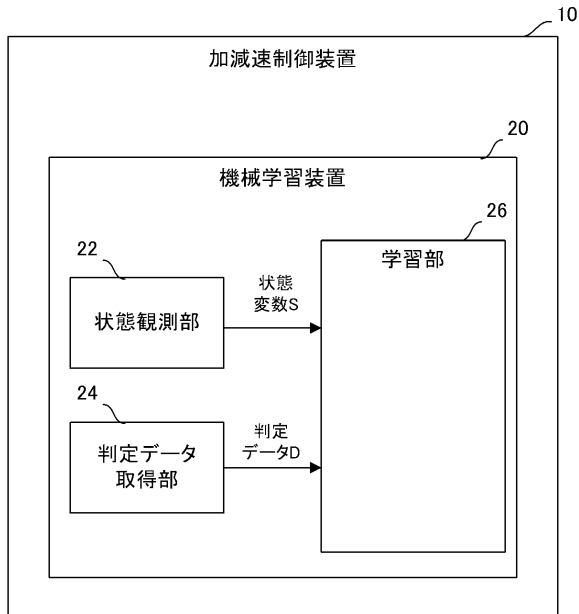 10
加減速制御装置
20
機械学習装置
26
学習部
22
状態観測部
状態
変数S
24
判定データ
取得部
判定
データD